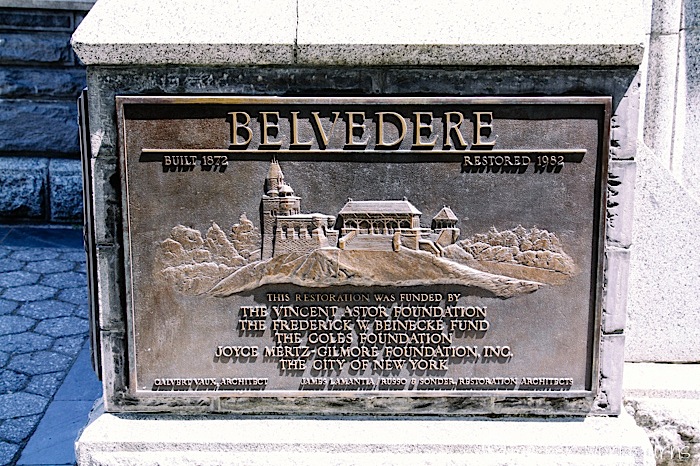 BELVEDERE
BUILT 1872 RESTORED 1982
THIS RESTORATION WAS FUNDED BY
THE VINCENT ASTOR FOUNDATION
THE FREDERICK W. BEINECKE FUND
THE COLES FOUNDATION
JOYCE MERTZ-GILMORE FOUNDATION, INC.
THE CITY OF NEW YORK
CALVERT VAUX, ARCHITECT JAMES LAMANTIA, RUSSO & SONDER, RESTORATION ARCHITECTS